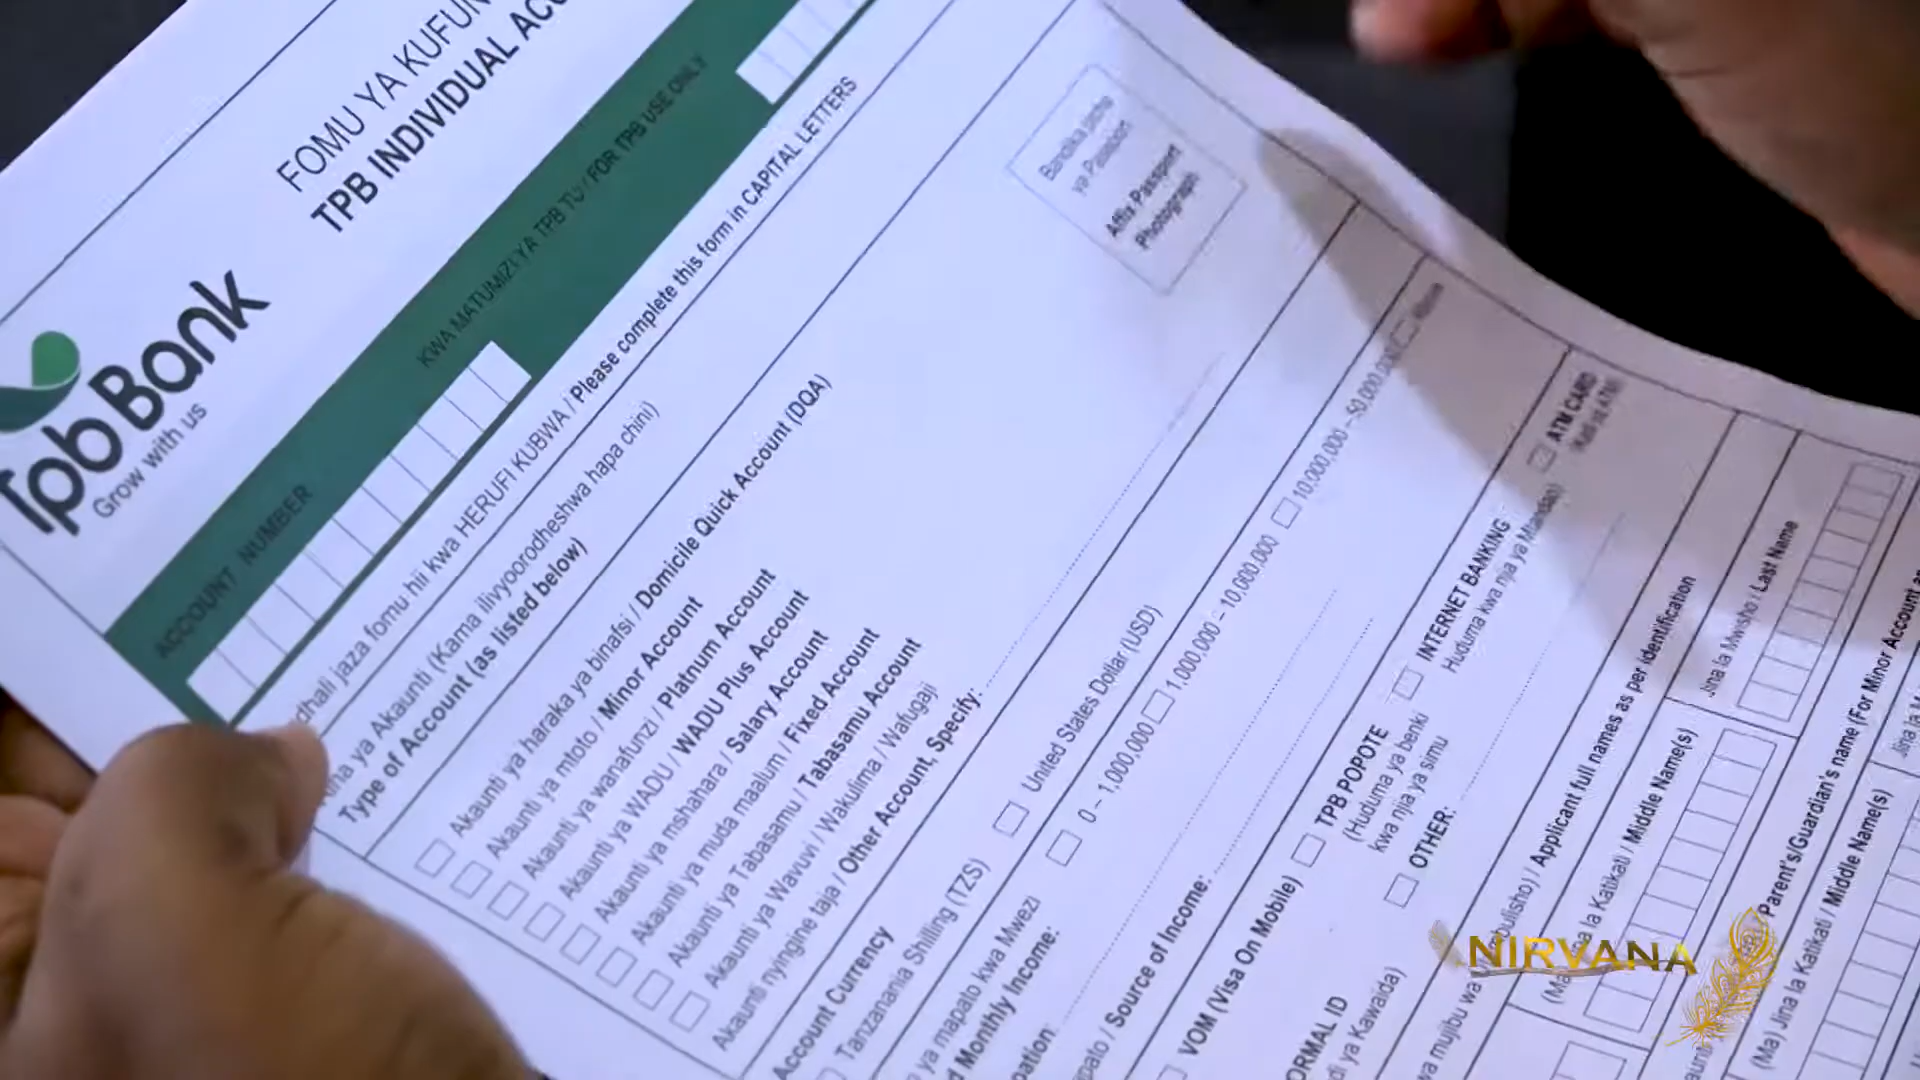 FOMU YA
TPB INDIVIDUAL
Tpb Bank
Grow with us
KWA MATUMIZI YA TPB TU / FOR TPB USE ONLY
ACCOUNT NUMBER
jaza fomu hii kwa HERUFI KUBWA / Please complete this form in CAPITAL LETTERS
ya Akaunti (Kama ilivyoorodheshwa hapa chini)
Type of Account (as listed below)
Bandika picha
ya Pasipoti
Affix Passport
Photograph
Akaunti ya haraka ya binafsi / Domicile Quick Account (DQA)
Akaunti ya mtoto / Minor Account
Akaunti ya wanafunzi / Platnum Account
Akaunti ya WADU / WADU Plus Account
Akaunti ya mshahara / Salary Account
Akaunti ya muda maalum / Fixed Account
Akaunti ya Tabasamu / Tabasamu Account
Akaunti ya Wavuvi / Wakulima / Wafugaji
Akaunti nyingine taja / Other Account, Specify:
Account Currency
Tanzanania Shilling (TZS)
United States Dollar (USD)
ya mapato kwa Mwezi
Monthly Income:
0 – 1,000,000
1,000,000 – 10,000,000
10,000,000 – 50,000,000
Above
/ Source of Income:
VOM (Visa On Mobile)
TPB POPOTE
(Huduma ya benki
kwa njia ya simu
INTERNET BANKING
Huduma kwa njia ya Mtandao)
ATM CARD
OTHER:
ya Kawaida)
/ Applicant full names as per identification
la Katikati / Middle Name(s)
Jina la Mwisho / Last Name
Parent's/Guardian's name (For Minor Account
(Ma) Jina la Katikati / Middle Name(s)
NIRVANA